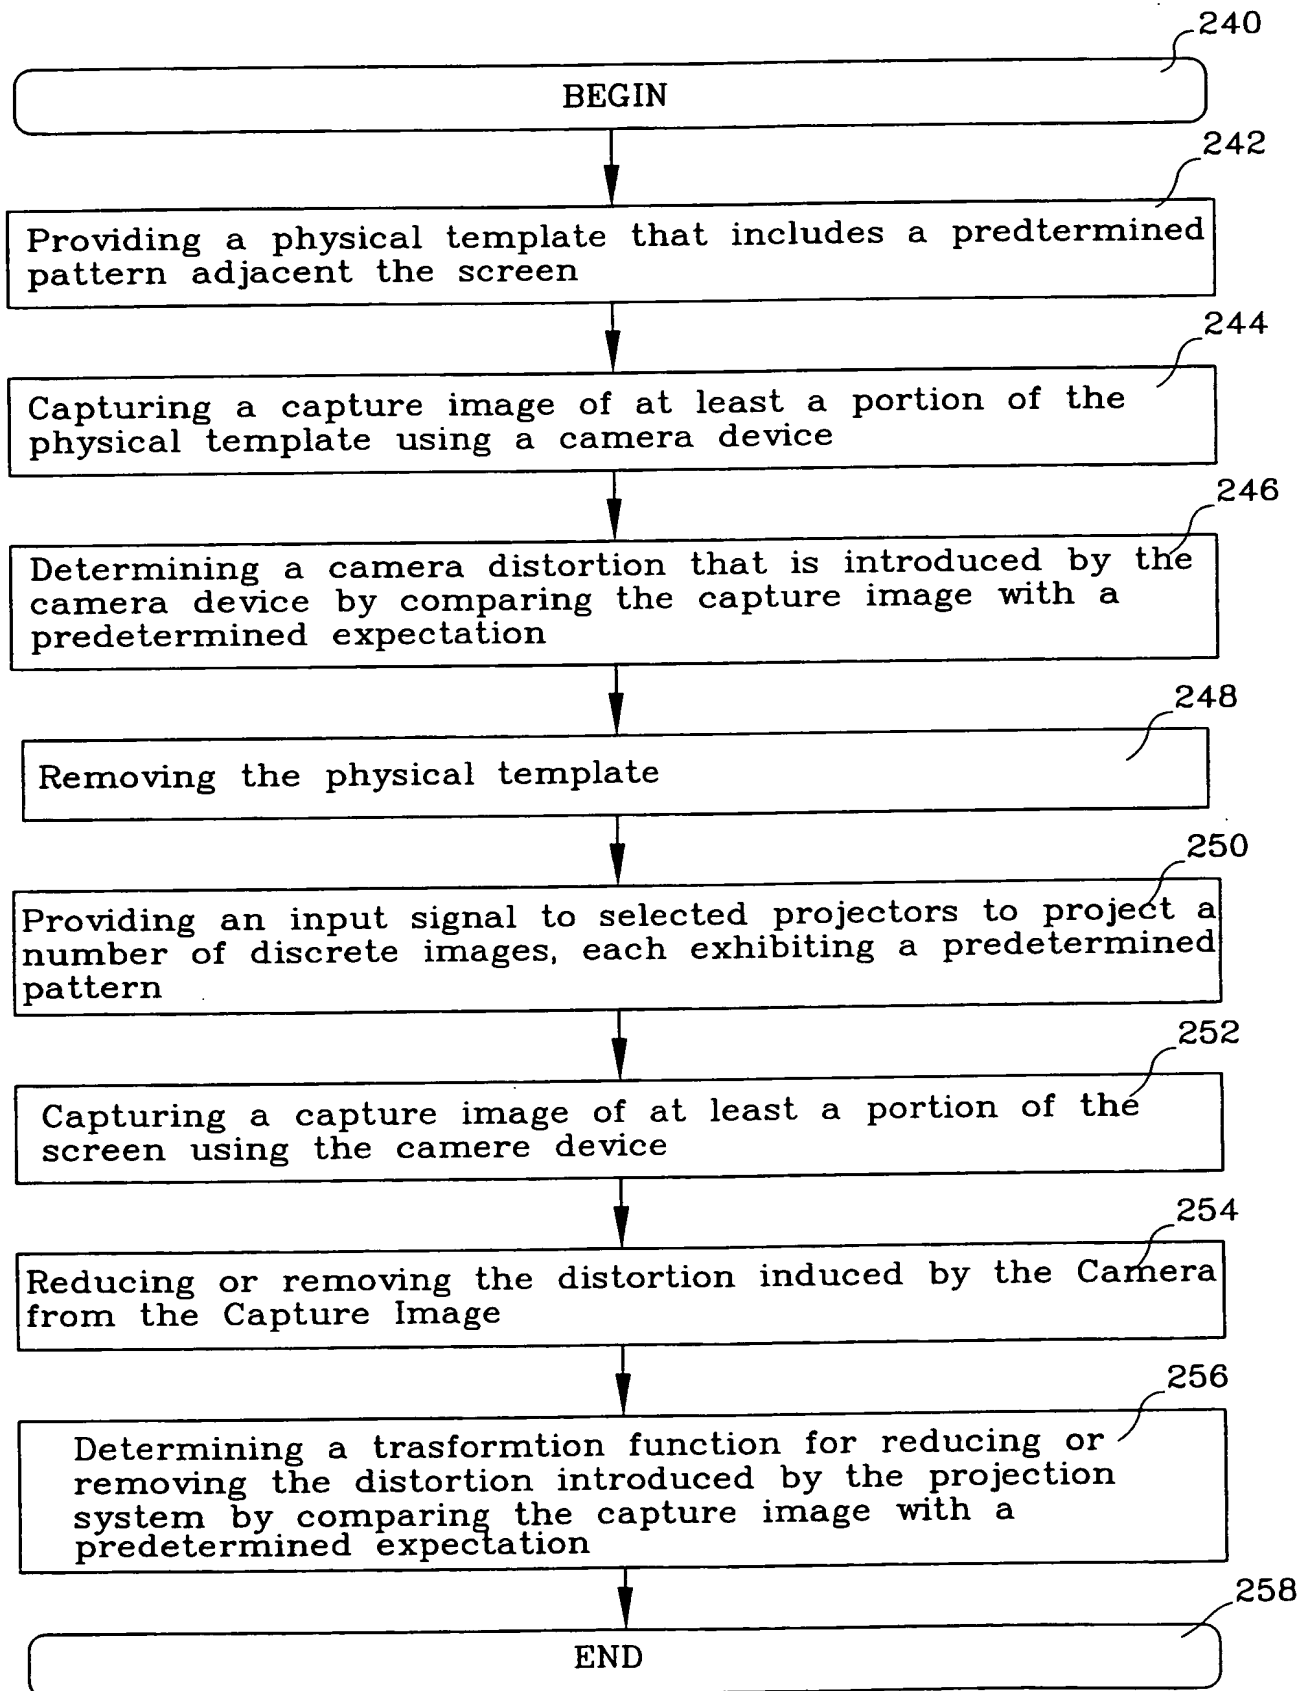 240
BEGIN
242
Providing a physical template that includes a predtermined
pattern adjacent the screen
244
Capturing a capture image of at least a portion of the
physical template using a camera device
246
Determining a camera distortion that is introduced by the
camera device by comparing the capture image with a
predetermined expectation
248
Removing the physical template
250
Providing an input signal to selected projectors to project a
number of discrete images, each exhibiting a predetermined
pattern
252
Capturing a capture image of at least a portion of the
screen using the camere device
254
Reducing or removing the distortion induced by the Camera
from the Capture Image
256
Determining a trasformtion function for reducing or
removing the distortion introduced by the projection
system by comparing the capture image with a
predetermined expectation
258
END